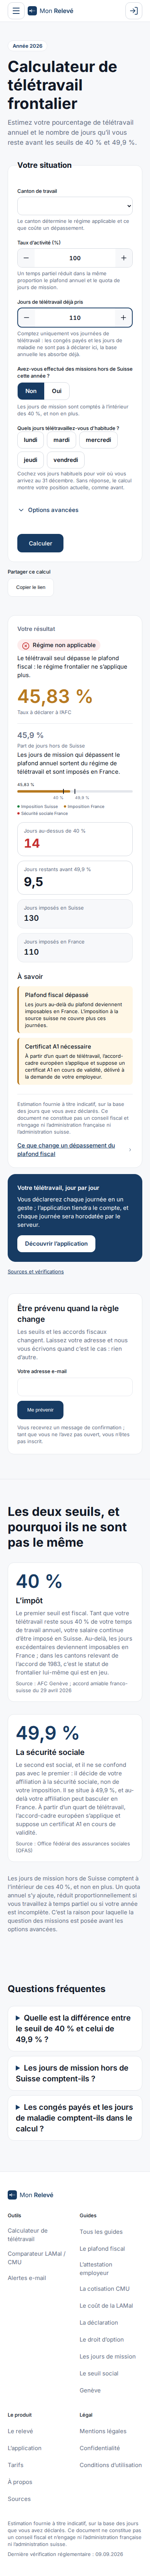 Mon Relevé
Année 2026
Calculateur de
télétravail
frontalier
Estimez votre pourcentage de télétravail
annuel et le nombre de jours qu'il vous
reste avant les seuils de 40 % et 49,9 %.
Votre situation
Canton de travail
Le canton détermine le régime applicable et ce
que coûte un dépassement.
Taux d'activité (%)
− 100 +
Un temps partiel réduit dans la même
proportion le plafond annuel et le quota de
jours de mission.
Jours de télétravail déjà pris
− 110 +
Comptez uniquement vos journées de
télétravail : les congés payés et les jours de
maladie ne sont pas à déclarer ici, la base
annuelle les absorbe déjà.
Avez-vous effectué des missions hors de Suisse
cette année ?
Non Oui
Les jours de mission sont comptés à l'intérieur
des 40 %, et non en plus.
Quels jours télétravaillez-vous d'habitude ?
lundi mardi mercredi
jeudi vendredi
Cochez vos jours habituels pour voir où vous
arrivez au 31 décembre. Sans réponse, le calcul
montre votre position actuelle, comme avant.
Options avancées
Calculer
Partager ce calcul
Copier le lien
Votre résultat
Régime non applicable
Le télétravail seul dépasse le plafond
fiscal : le régime frontalier ne s'applique
plus.
45,83 %
Taux à déclarer à l'AFC
45,9 %
Part de jours hors de Suisse
Les jours de mission qui dépassent le
plafond annuel sortent du régime du
télétravail et sont imposés en France.
45,83 %
40 % 49,9 %
Imposition Suisse Imposition France
Sécurité sociale France
Jours au-dessus de 40 %
14
Jours restants avant 49,9 %
9,5
Jours imposés en Suisse
130
Jours imposés en France
110
À savoir
Plafond fiscal dépassé
Les jours au-delà du plafond deviennent
imposables en France. L'imposition à la
source suisse ne couvre plus ces
journées.
Certificat A1 nécessaire
À partir d'un quart de télétravail, l'accord-
cadre européen s'applique et suppose un
certificat A1 en cours de validité, délivré à
la demande de votre employeur.
Estimation fournie à titre indicatif, sur la base
des jours que vous avez déclarés. Ce
document ne constitue pas un conseil fiscal et
n'engage ni l'administration française ni
l'administration suisse.
Ce que change un dépassement du
plafond fiscal
Votre télétravail, jour par jour
Vous déclarerez chaque journée en un
geste ; l'application tiendra le compte, et
chaque journée sera horodatée par le
serveur.
Découvrir l'application
Sources et vérifications
Être prévenu quand la règle
change
Les seuils et les accords fiscaux
changent. Laissez votre adresse et nous
vous écrivons quand c'est le cas : rien
d'autre.
Votre adresse e-mail
Me prévenir
Vous recevrez un message de confirmation ;
tant que vous ne l'avez pas ouvert, vous n'êtes
pas inscrit.
Les deux seuils, et
pourquoi ils ne sont
pas le même
40 %
L'impôt
Le premier seuil est fiscal. Tant que votre
télétravail reste sous 40 % de votre temps
de travail annuel, votre salaire continue
d'être imposé en Suisse. Au-delà, les jours
excédentaires deviennent imposables en
France ; dans les cantons relevant de
l'accord de 1983, c'est le statut de
frontalier lui-même qui est en jeu.
Source : AFC Genève ; accord amiable franco-
suisse du 29 avril 2026
49,9 %
La sécurité sociale
Le second est social, et il ne se confond
pas avec le premier : il décide de votre
affiliation à la sécurité sociale, non de
votre impôt. Il se situe à 49,9 %, et au-
delà votre affiliation peut basculer en
France. À partir d'un quart de télétravail,
l'accord-cadre européen s'applique et
suppose un certificat A1 en cours de
validité.
Source : Office fédéral des assurances sociales
(OFAS)
Les jours de mission hors de Suisse comptent à
l'intérieur de ces 40 %, et non en plus. Un quota
annuel s'y ajoute, réduit proportionnellement si
vous travaillez à temps partiel ou si votre année
est incomplète. C'est la raison pour laquelle la
question des missions est posée avant les
options avancées.
Questions fréquentes
Quelle est la différence entre
le seuil de 40 % et celui de
49,9 % ?
Les jours de mission hors de
Suisse comptent-ils ?
Les congés payés et les jours
de maladie comptent-ils dans le
calcul ?
Mon Relevé
Outils
Calculateur de
télétravail
Comparateur LAMal /
CMU
Alertes e-mail
Guides
Tous les guides
Le plafond fiscal
L'attestation
employeur
La cotisation CMU
Le coût de la LAMal
La déclaration
Le droit d'option
Les jours de mission
Le seuil social
Genève
Le produit
Le relevé
L'application
Tarifs
À propos
Sources
Légal
Mentions légales
Confidentialité
Conditions d'utilisation
Estimation fournie à titre indicatif, sur la base des jours
que vous avez déclarés. Ce document ne constitue pas
un conseil fiscal et n'engage ni l'administration française
ni l'administration suisse.
Dernière vérification réglementaire : 08.09.2026